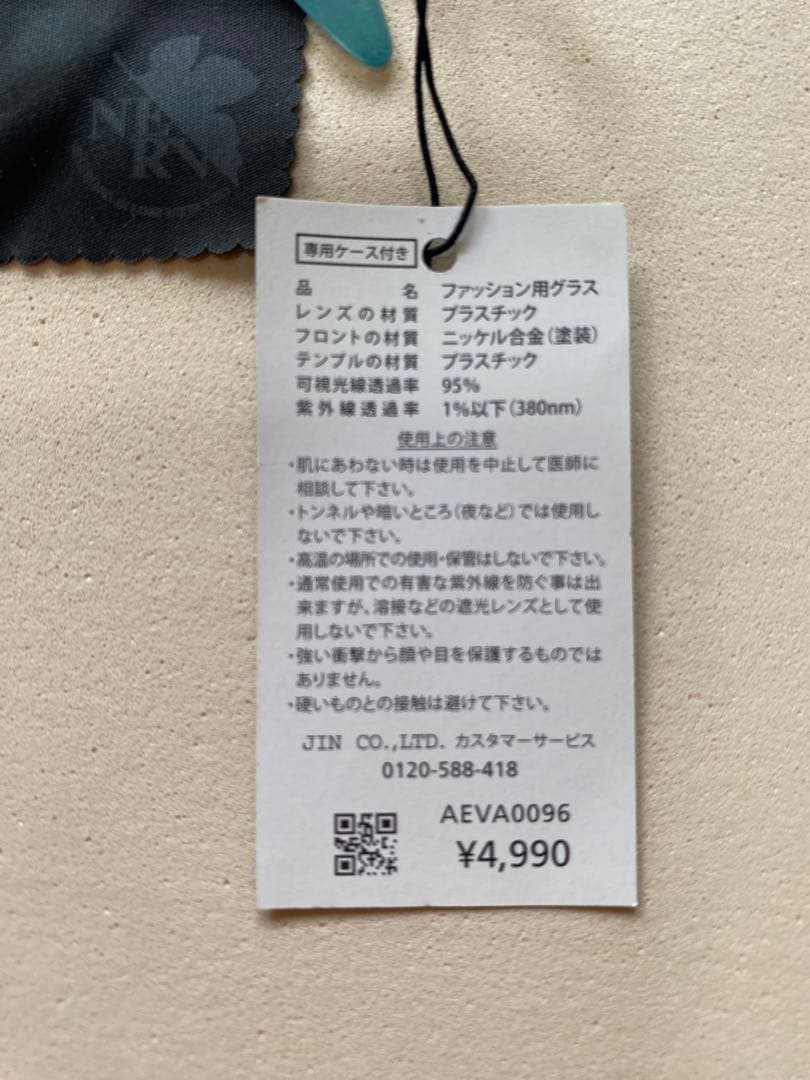 NERV
専用ケース付き
品名 ファッション用グラス
レンズの材質 プラスチック
フロントの材質 ニッケル合金(塗装)
テンプルの材質 プラスチック
可視光線透過率 95%
紫外線透過率 1%以下(380nm)
使用上の注意
・肌にあわない時は使用を中止して医師に
相談して下さい。
・トンネルや暗いところ(夜など)では使用し
ないで下さい。
・高温の場所での使用・保管はしないで下さい。
・通常使用での有害な紫外線を防ぐ事は出
来ますが、溶接などの遮光レンズとして使
用しないで下さい。
・強い衝撃から顔や目を保護するものでは
ありません。
・硬いものとの接触は避けて下さい。
JIN CO.,LTD. カスタマーサービス
0120-588-418
AEVA0096
¥4,990